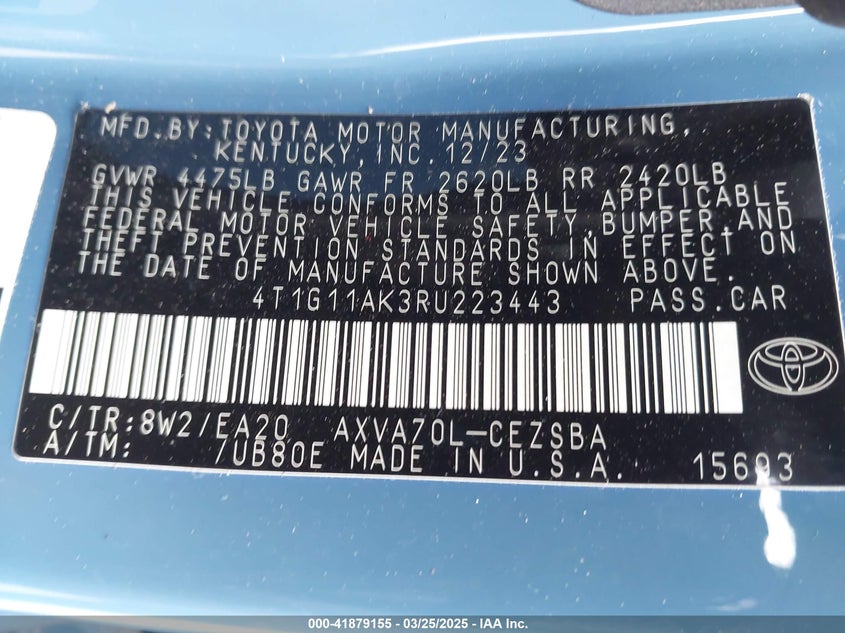 MFD.BY:TOYOTA MOTOR MANUFACTURING,
KENTUCKY,INC.12/23
GVWR 4475LB GAWR FR 2620LB RR 2420LB
THIS VEHICLE CONFORMS TO ALL APPLICABLE
FEDERAL MOTOR VEHICLE SAFETY,BUMPER,AND
THEFT PREVENTION STANDARDS IN EFFECT ON
THE DATE OF MANUFACTURE SHOWN ABOVE.
4T1G11AK3RU223443 PASS.CAR
C/TR:8W2/EA20 AXVA70L-CEZSBA
A/TM: /UB80E MADE IN U.S.A. 15693
000-41879155 - 03/25/2025 - IAA Inc.